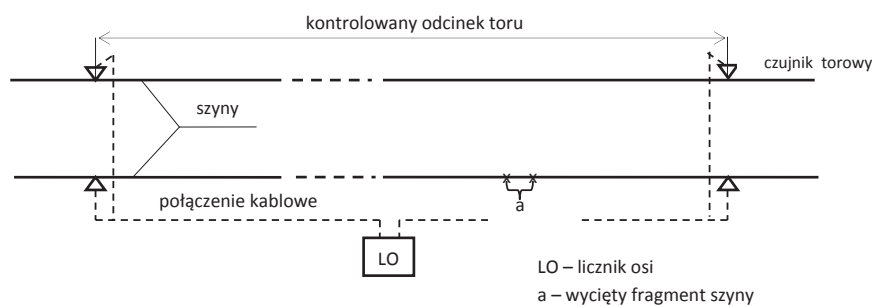 kontrolowany odcinek toru
czujnik torowy
szyny
połączenie kablowe
a
LO
LO – licznik osi
a – wycięty fragment szyny